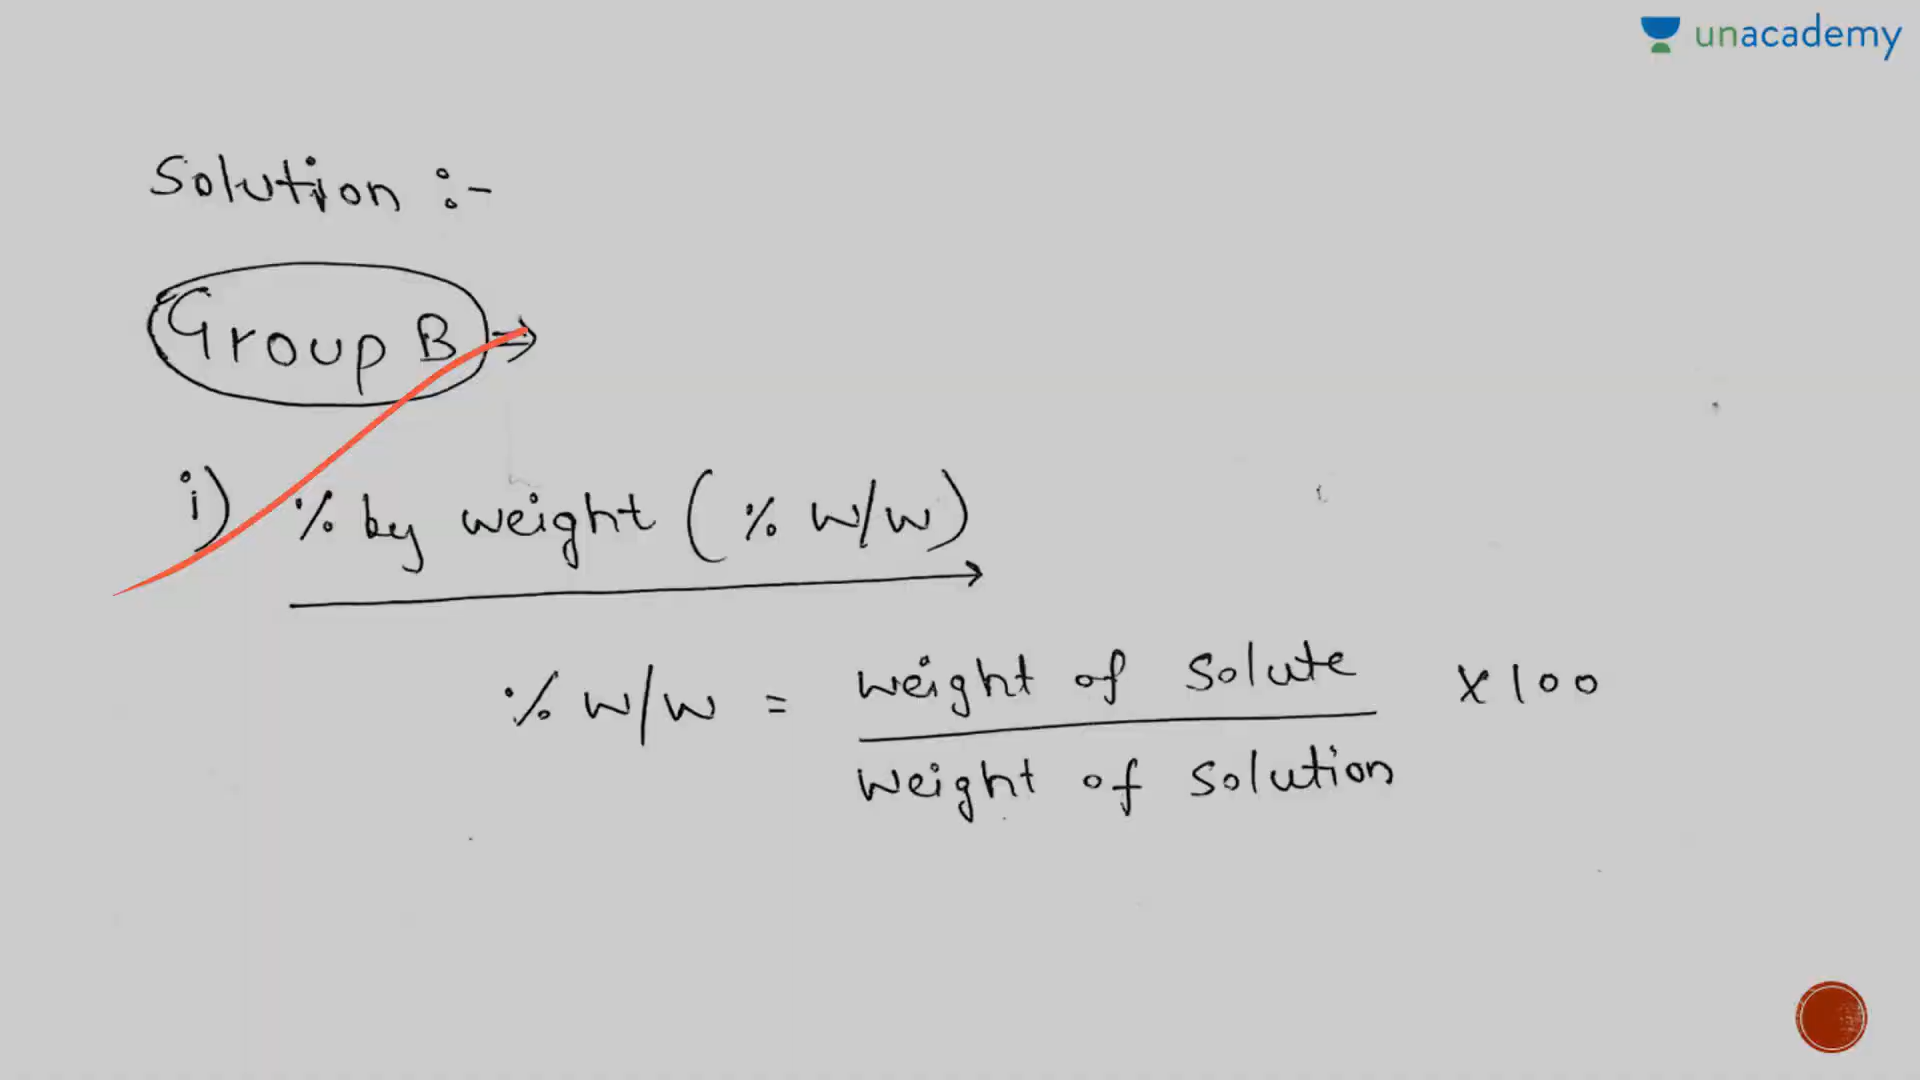 unacademy
Solution :-
Group B →
i) % by weight (% W/W)
% W/W = weight of solute / weight of solution × 100